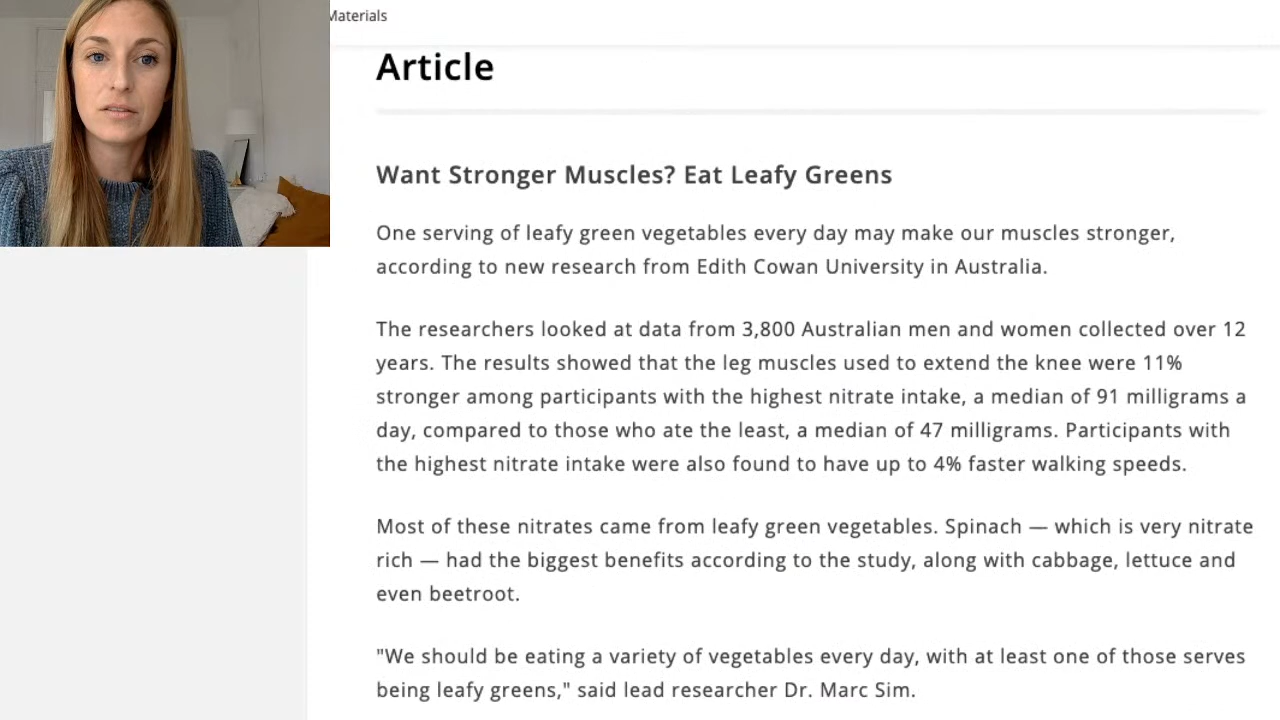 Materials
Article
Want Stronger Muscles? Eat Leafy Greens
One serving of leafy green vegetables every day may make our muscles stronger,
according to new research from Edith Cowan University in Australia.
The researchers looked at data from 3,800 Australian men and women collected over 12
years. The results showed that the leg muscles used to extend the knee were 11%
stronger among participants with the highest nitrate intake, a median of 91 milligrams a
day, compared to those who ate the least, a median of 47 milligrams. Participants with
the highest nitrate intake were also found to have up to 4% faster walking speeds.
Most of these nitrates came from leafy green vegetables. Spinach — which is very nitrate
rich — had the biggest benefits according to the study, along with cabbage, lettuce and
even beetroot.
"We should be eating a variety of vegetables every day, with at least one of those serves
being leafy greens," said lead researcher Dr. Marc Sim.